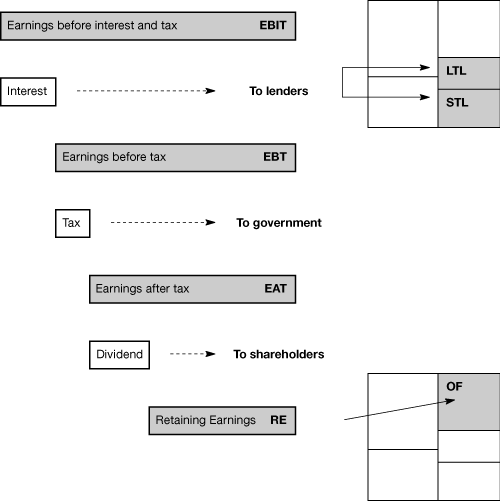 Earnings before interest and tax EBIT
Interest
To lenders
LTL
STL
Earnings before tax EBT
Tax
To government
Earnings after tax EAT
Dividend
To shareholders
OF
Retaining Earnings RE